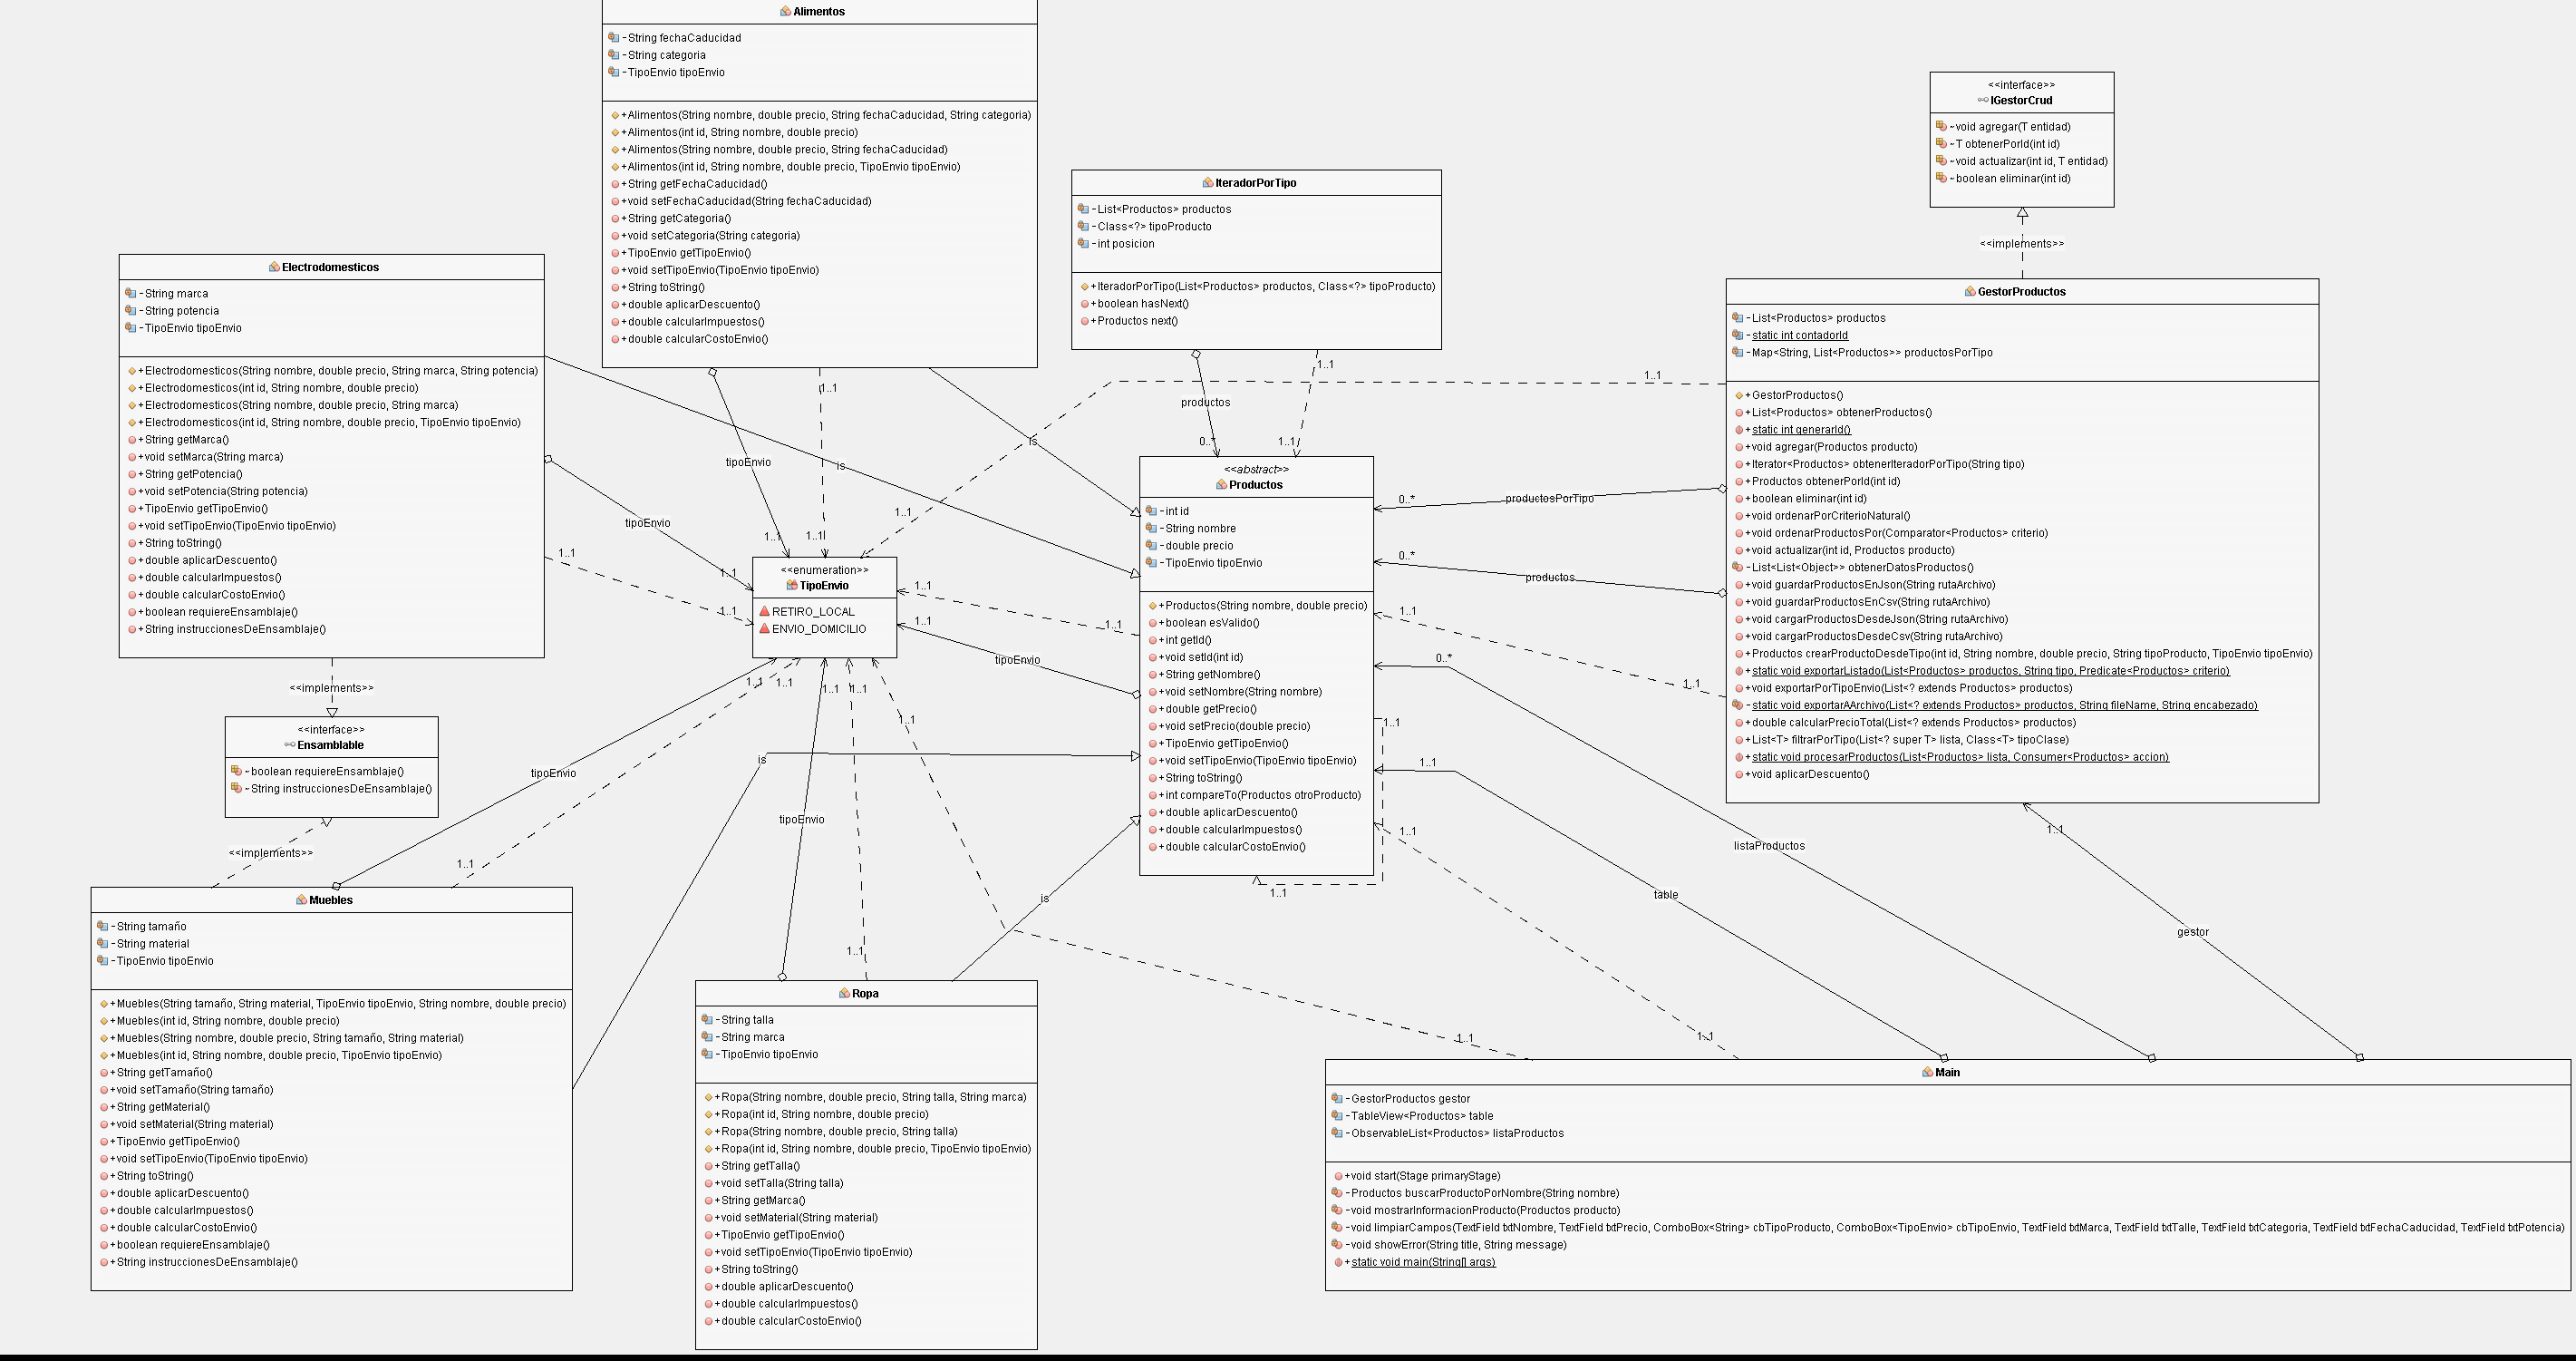 Alimentos
-String fechaCaducidad
-String categoria
-TipoEnvio tipoEnvio
+Alimentos(String nombre, double precio, String fechaCaducidad, String categoria)
+Alimentos(int id, String nombre, double precio)
+Alimentos(String nombre, double precio, String fechaCaducidad)
+Alimentos(int id, String nombre, double precio, TipoEnvio tipoEnvio)
+String getFechaCaducidad()
+void setFechaCaducidad(String fechaCaducidad)
+String getCategoria()
+void setCategoria(String categoria)
+TipoEnvio getTipoEnvio()
+void setTipoEnvio(TipoEnvio tipoEnvio)
+String toString()
+double aplicarDescuento()
+double calcularImpuestos()
+double calcularCostoEnvio()
<<interface>>
IGestorCrud
~void agregar(T entidad)
~T obtenerPorId(int id)
~void actualizar(int id, T entidad)
~boolean eliminar(int id)
<<implements>>
IteradorPorTipo
-List<Productos> productos
-Class<?> tipoProducto
-int posicion
+IteradorPorTipo(List<Productos> productos, Class<?> tipoProducto)
+boolean hasNext()
+Productos next()
Electrodomesticos
-String marca
-String potencia
-TipoEnvio tipoEnvio
+Electrodomesticos(String nombre, double precio, String marca, String potencia)
+Electrodomesticos(int id, String nombre, double precio)
+Electrodomesticos(String nombre, double precio, String marca)
+Electrodomesticos(int id, String nombre, double precio, TipoEnvio tipoEnvio)
+String getMarca()
+void setMarca(String marca)
+String getPotencia()
+void setPotencia(String potencia)
+TipoEnvio getTipoEnvio()
+void setTipoEnvio(TipoEnvio tipoEnvio)
+String toString()
+double aplicarDescuento()
+double calcularImpuestos()
+double calcularCostoEnvio()
+boolean requiereEnsamblaje()
+String instruccionesDeEnsamblaje()
GestorProductos
-List<Productos> productos
-static int contadorId
-Map<String, List<Productos>> productosPorTipo
+GestorProductos()
+List<Productos> obtenerProductos()
+static int generarId()
+void agregar(Productos producto)
+Iterator<Productos> obtenerIteradorPorTipo(String tipo)
+Productos obtenerPorId(int id)
+boolean eliminar(int id)
+void ordenarPorCriterioNatural()
+void ordenarProductosPor(Comparator<Productos> criterio)
+void actualizar(int id, Productos producto)
-List<List<Object>> obtenerDatosProductos()
+void guardarProductosEnJson(String rutaArchivo)
+void guardarProductosEnCsv(String rutaArchivo)
+void cargarProductosDesdeJson(String rutaArchivo)
+void cargarProductosDesdeCsv(String rutaArchivo)
+Productos crearProductoDesdeTipo(int id, String nombre, double precio, String tipoProducto, TipoEnvio tipoEnvio)
+static void exportarListado(List<Productos> productos, String tipo, Predicate<Productos> criterio)
+void exportarPorTipoEnvio(List<? extends Productos> productos)
-static void exportarAArchivo(List<? extends Productos> productos, String fileName, String encabezado)
+double calcularPrecioTotal(List<? extends Productos> productos)
+List<T> filtrarPorTipo(List<? super T> lista, Class<T> tipoClase)
+static void procesarProductos(List<Productos> lista, Consumer<Productos> accion)
+void aplicarDescuento()
1..1
1..1
1..1
productos
is
0..*
1..1
tipoEnvio
is
<<abstract>>
Productos
-int id
-String nombre
-double precio
-TipoEnvio tipoEnvio
+Productos(String nombre, double precio)
+boolean esValido()
+int getId()
+void setId(int id)
+String getNombre()
+void setNombre(String nombre)
+double getPrecio()
+void setPrecio(double precio)
+TipoEnvio getTipoEnvio()
+void setTipoEnvio(TipoEnvio tipoEnvio)
+String toString()
+int compareTo(Productos otroProducto)
+double aplicarDescuento()
+double calcularImpuestos()
+double calcularCostoEnvio()
0..*
productosPorTipo
1..1
tipoEnvio
1..1
1..1
1..1
0..*
productos
<<enumeration>>
TipoEnvio
RETIRO_LOCAL
ENVIO_DOMICILIO
1..1
1..1
1..1
1..1
1..1
1..1
tipoEnvio
1..1
0..*
1..1
<<implements>>
<<interface>>
Ensamblable
~boolean requiereEnsamblaje()
~String instruccionesDeEnsamblaje()
1..1
1..1
1..1
1..1
1..1
1..1
is
1..1
tipoEnvio
tipoEnvio
1..1
1..1
listaProductos
<<implements>>
1..1
1..1
table
is
gestor
1..1
1..1
1..1
Muebles
-String tamaño
-String material
-TipoEnvio tipoEnvio
+Muebles(String tamaño, String material, TipoEnvio tipoEnvio, String nombre, double precio)
+Muebles(int id, String nombre, double precio)
+Muebles(String nombre, double precio, String tamaño, String material)
+Muebles(int id, String nombre, double precio, TipoEnvio tipoEnvio)
+String getTamaño()
+void setTamaño(String tamaño)
+String getMaterial()
+void setMaterial(String material)
+TipoEnvio getTipoEnvio()
+void setTipoEnvio(TipoEnvio tipoEnvio)
+String toString()
+double aplicarDescuento()
+double calcularImpuestos()
+double calcularCostoEnvio()
+boolean requiereEnsamblaje()
+String instruccionesDeEnsamblaje()
Ropa
-String talla
-String marca
-TipoEnvio tipoEnvio
+Ropa(String nombre, double precio, String talla, String marca)
+Ropa(int id, String nombre, double precio)
+Ropa(String nombre, double precio, String talla)
+Ropa(int id, String nombre, double precio, TipoEnvio tipoEnvio)
+String getTalla()
+void setTalla(String talla)
+String getMarca()
+void setMaterial(String material)
+TipoEnvio getTipoEnvio()
+void setTipoEnvio(TipoEnvio tipoEnvio)
+String toString()
+double aplicarDescuento()
+double calcularImpuestos()
+double calcularCostoEnvio()
Main
-GestorProductos gestor
-TableView<Productos> table
-ObservableList<Productos> listaProductos
+void start(Stage primaryStage)
-Productos buscarProductoPorNombre(String nombre)
-void mostrarInformacionProducto(Productos producto)
-void limpiarCampos(TextField txtNombre, TextField txtPrecio, ComboBox<String> cbTipoProducto, ComboBox<TipoEnvio> cbTipoEnvio, TextField txtMarca, TextField txtTalle, TextField txtCategoria, TextField txtFechaCaducidad, TextField txtPotencia)
-void showError(String title, String message)
+static void main(String[] args)